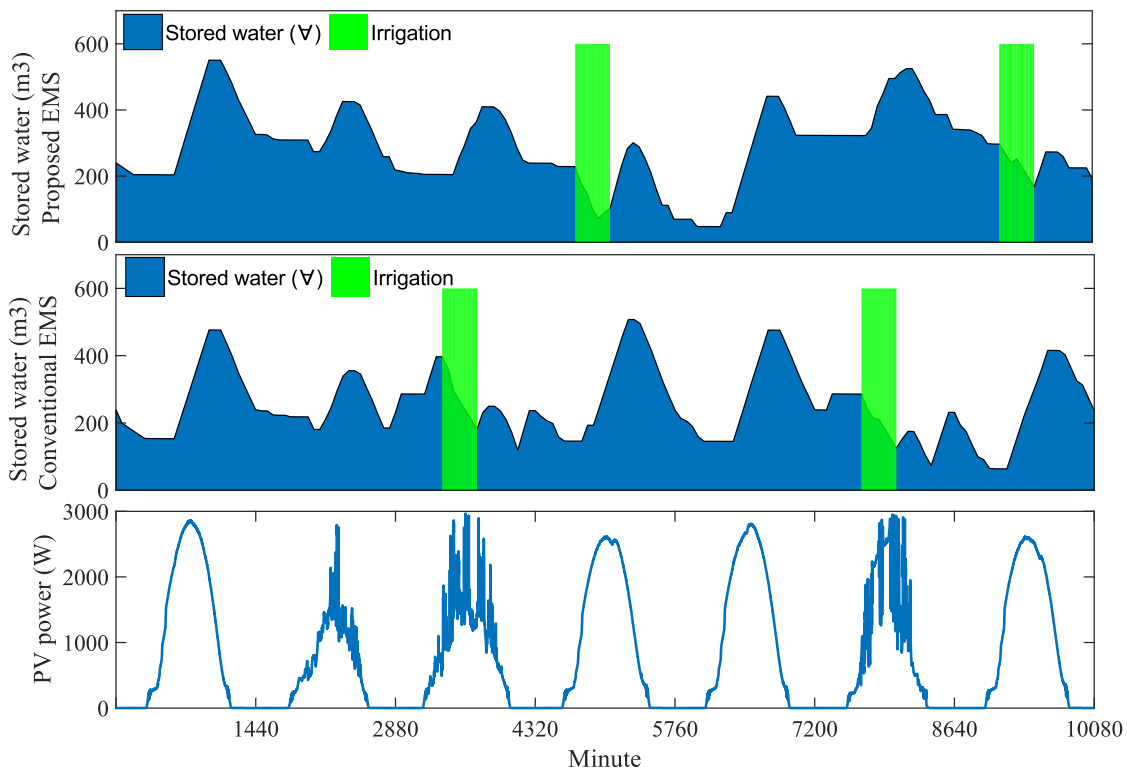 Stored water (m3)
Proposed EMS
600
400
200
0
Stored water (∀)
Irrigation
Stored water (m3)
Conventional EMS
600
400
200
0
Stored water (∀)
Irrigation
PV power (W)
3000
2000
1000
0
1440 2880 4320 5760 7200 8640 10080
Minute